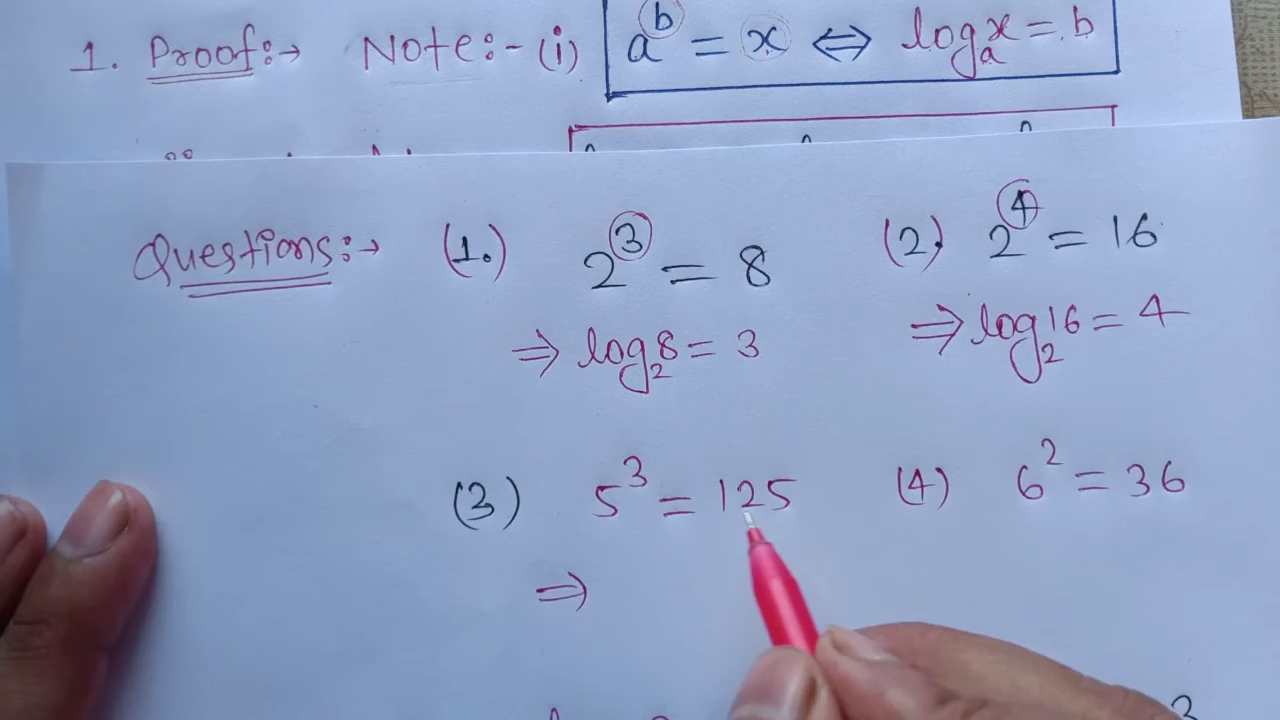 1. Proof:→ Note:- (i) a^b = x ⇔ log_a x = b
Questions:→ (1.) 2^3 = 8 (2) 2^4 = 16
⇒ log_2 8 = 3 ⇒ log_2 16 = 4
(3) 5^3 = 125 (4) 6^2 = 36
⇒